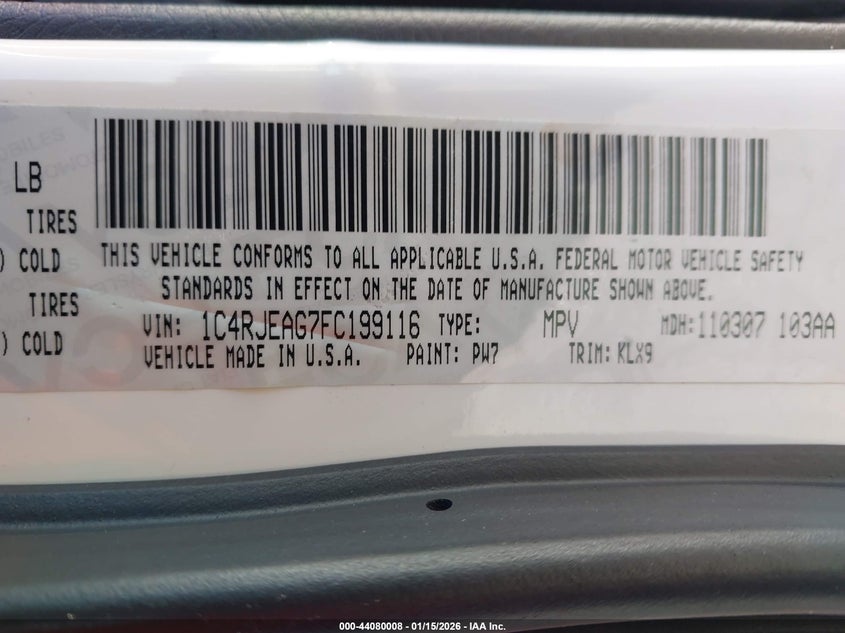 LB
TIRES
) COLD
TIRES
) COLD
THIS VEHICLE CONFORMS TO ALL APPLICABLE U.S.A. FEDERAL MOTOR VEHICLE SAFETY
STANDARDS IN EFFECT ON THE DATE OF MANUFACTURE SHOWN ABOVE.
VIN: 1C4RJEAG7FC199116 TYPE: MPV MDH:110307 103AA
VEHICLE MADE IN U.S.A. PAINT: PW7 TRIM: KLX9
000-44080008 - 01/15/2026 - IAA Inc.